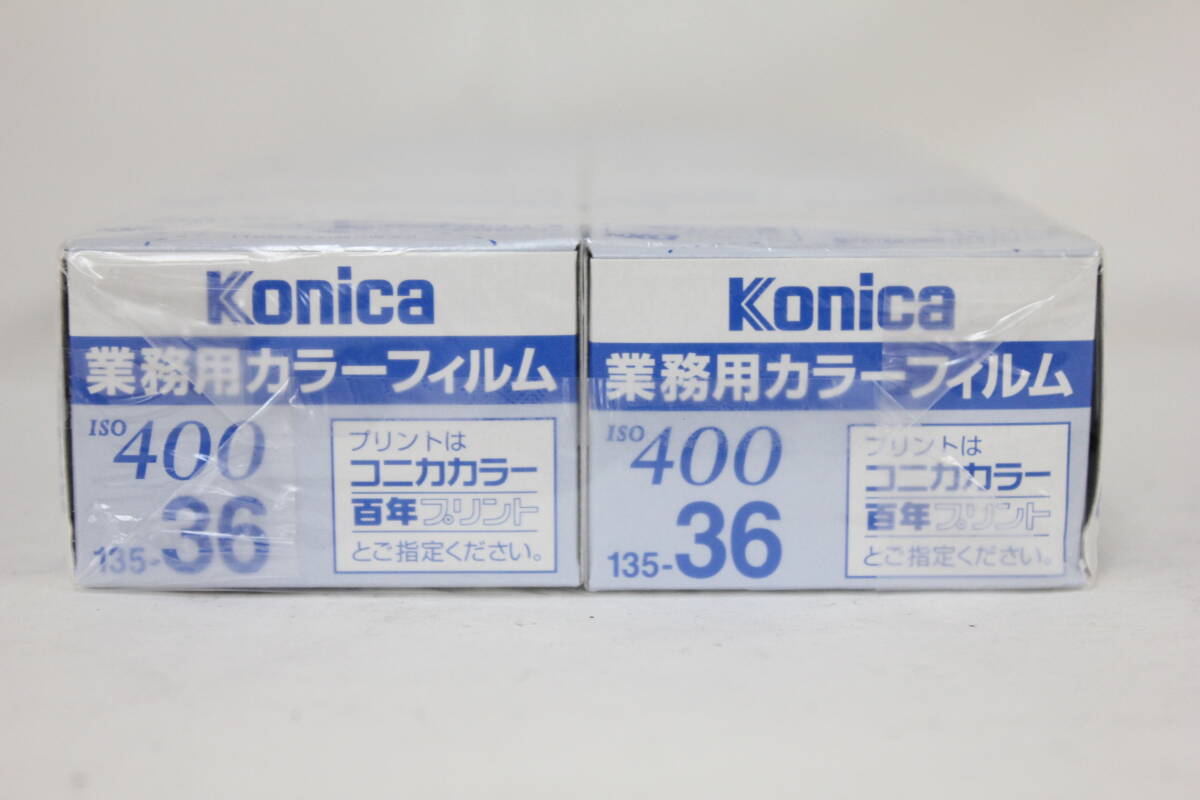 Konica
業務用カラーフィルム
ISO 400
135-36
プリントは
コニカカラー
百年プリント
とご指定ください。
Konica
業務用カラーフィルム
ISO 400
135-36
プリントは
コニカカラー
百年プリント
とご指定ください。